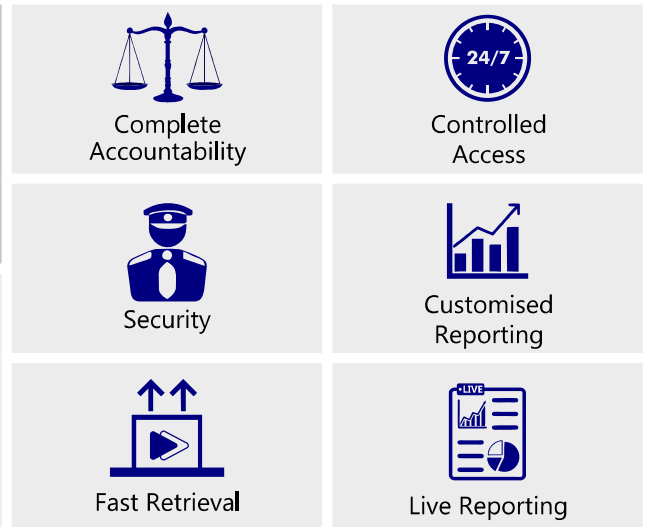 Complete
Accountability
24/7
Controlled
Access
Security
Customised
Reporting
Fast Retrieval
LIVE
Live Reporting